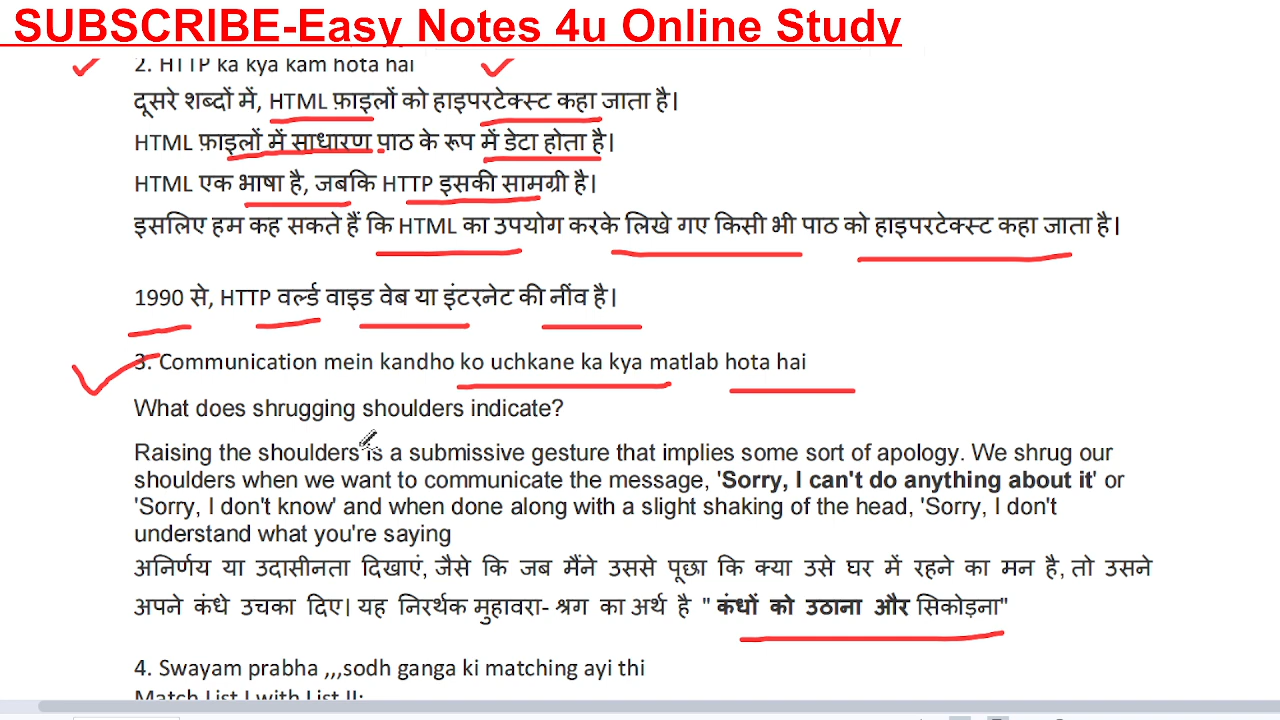 SUBSCRIBE-Easy Notes 4u Online Study
2. HTTP ka kya kam hota hai
दूसरे शब्दों में, HTML फ़ाइलों को हाइपरटेक्स्ट कहा जाता है।
HTML फ़ाइलों में साधारण पाठ के रूप में डेटा होता है।
HTML एक भाषा है, जबकि HTTP इसकी सामग्री है।
इसलिए हम कह सकते हैं कि HTML का उपयोग करके लिखे गए किसी भी पाठ को हाइपरटेक्स्ट कहा जाता है।
1990 से, HTTP वर्ल्ड वाइड वेब या इंटरनेट की नींव है।
3. Communication mein kandho ko uchkane ka kya matlab hota hai
What does shrugging shoulders indicate?
Raising the shoulders is a submissive gesture that implies some sort of apology. We shrug our
shoulders when we want to communicate the message, 'Sorry, I can't do anything about it' or
'Sorry, I don't know' and when done along with a slight shaking of the head, 'Sorry, I don't
understand what you're saying
अनिर्णय या उदासीनता दिखाएं, जैसे कि जब मैंने उससे पूछा कि क्या उसे घर में रहने का मन है, तो उसने
अपने कंधे उचका दिए। यह निरर्थक मुहावरा- श्रग का अर्थ है " कंधों को उठाना और सिकोड़ना"
4. Swayam prabha ,,,sodh ganga ki matching ayi thi
Match List I with List II: